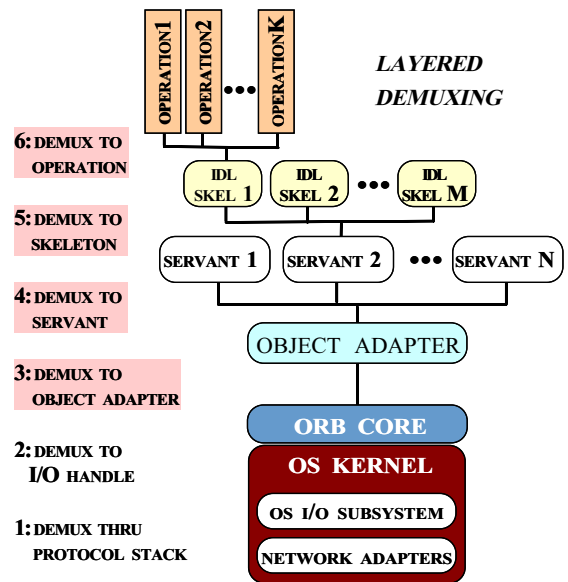 OPERATION1
OPERATION2
OPERATIONK
LAYERED
DEMUXING
6: DEMUX TO
OPERATION
IDL
SKEL 1
IDL
SKEL 2
IDL
SKEL M
5: DEMUX TO
SKELETON
SERVANT 1
SERVANT 2
SERVANT N
4: DEMUX TO
SERVANT
OBJECT ADAPTER
3: DEMUX TO
OBJECT ADAPTER
ORB CORE
2: DEMUX TO
I/O HANDLE
OS KERNEL
OS I/O SUBSYSTEM
1: DEMUX THRU
PROTOCOL STACK
NETWORK ADAPTERS